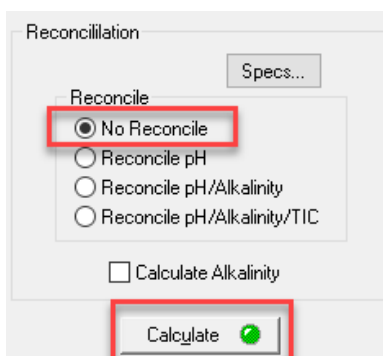 Reconcililation
Specs...
Reconcile
No Reconcile
Reconcile pH
Reconcile pH/Alkalinity
Reconcile pH/Alkalinity/TIC
Calculate Alkalinity
Calculate